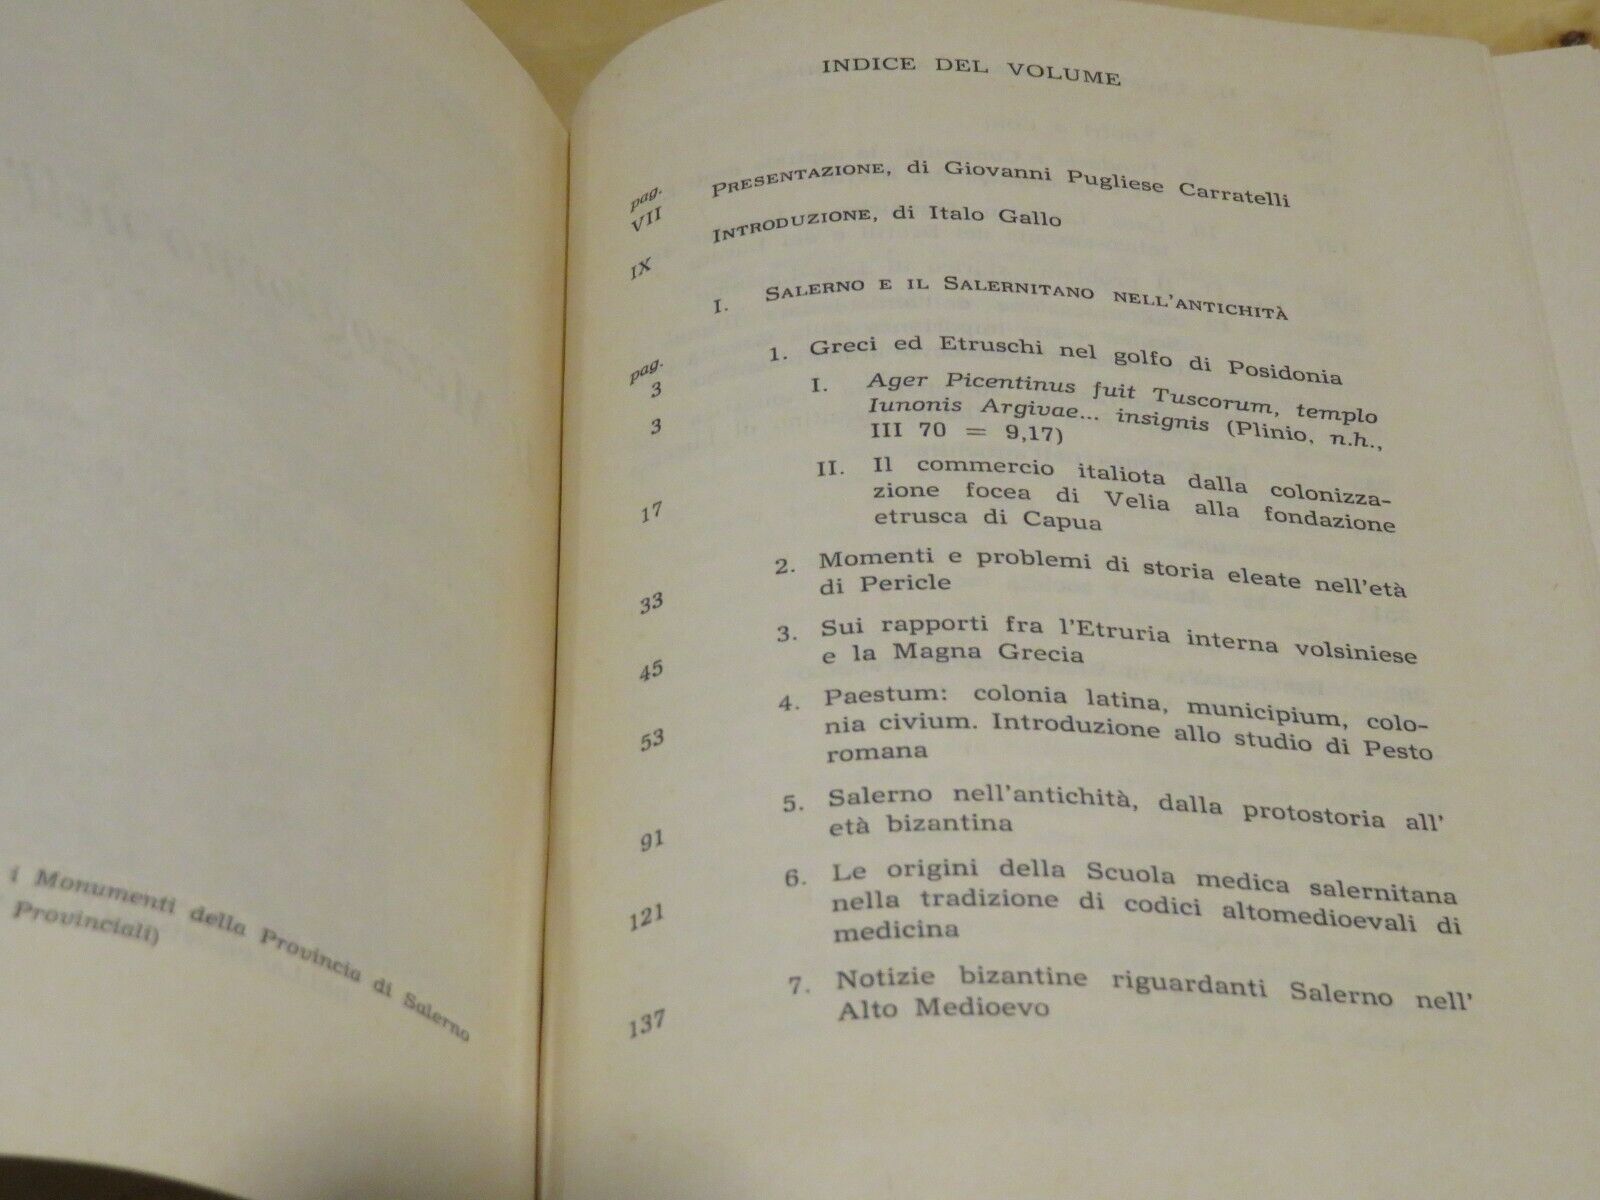 i Monumenti della Provincia di Salerno
Provinciali)
INDICE DEL VOLUME
pag.
VII PRESENTAZIONE, di Giovanni Pugliese Carratelli
IX INTRODUZIONE, di Italo Gallo
I. SALERNO E IL SALERNITANO NELL'ANTICHITÀ
pag.
3 1. Greci ed Etruschi nel golfo di Posidonia
3 I. Ager Picentinus fuit Tuscorum, templo
Iunonis Argivae... insignis (Plinio, n.h.,
III 70 = 9,17)
17 II. Il commercio italiota dalla colonizza-
zione focea di Velia alla fondazione
etrusca di Capua
33 2. Momenti e problemi di storia eleate nell'età
di Pericle
45 3. Sui rapporti fra l'Etruria interna volsiniese
e la Magna Grecia
53 4. Paestum: colonia latina, municipium, colo-
nia civium. Introduzione allo studio di Pesto
romana
91 5. Salerno nell'antichità, dalla protostoria all'
età bizantina
121 6. Le origini della Scuola medica salernitana
nella tradizione di codici altomedioevali di
medicina
137 7. Notizie bizantine riguardanti Salerno nell'
Alto Medioevo